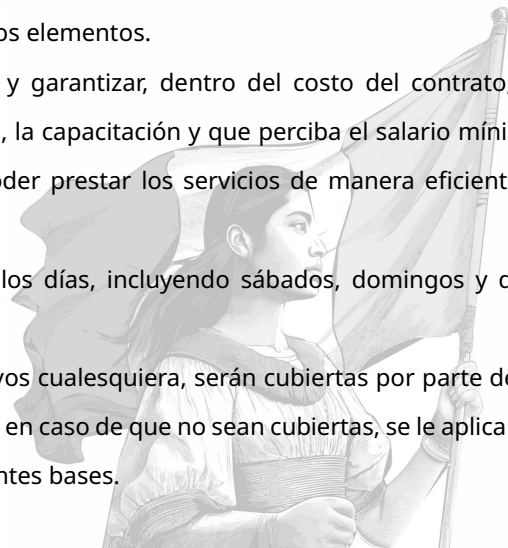 os elementos.
y garantizar, dentro del costo del contrato,
, la capacitación y que perciba el salario míni
oder prestar los servicios de manera eficient
los días, incluyendo sábados, domingos y d
vos cualesquiera, serán cubiertas por parte de
en caso de que no sean cubiertas, se le aplica
ntes bases.